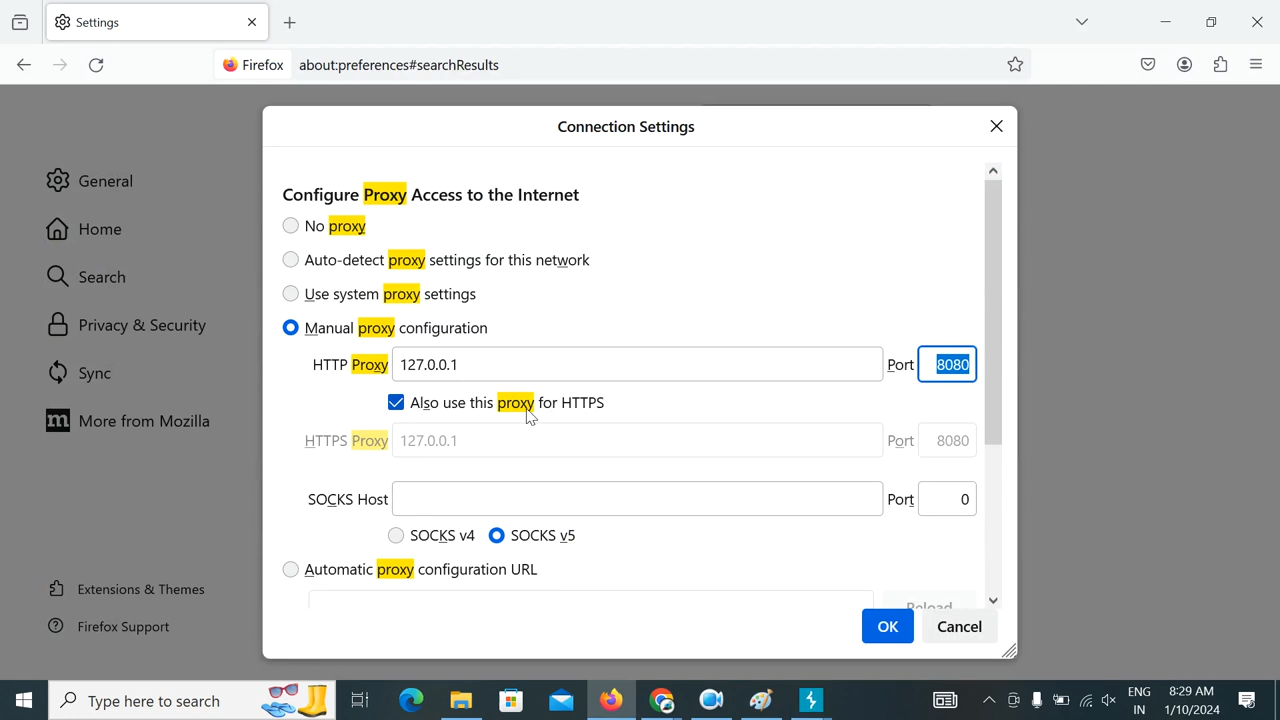 Settings
Firefox
about:preferences#searchResults
Connection Settings
Configure Proxy Access to the Internet
No proxy
Auto-detect proxy settings for this network
Use system proxy settings
Manual proxy configuration
HTTP Proxy 127.0.0.1 Port 8080
Also use this proxy for HTTPS
HTTPS Proxy 127.0.0.1 Port 8080
SOCKS Host Port 0
SOCKS v4 SOCKS v5
Automatic proxy configuration URL
Reload
OK Cancel
General
Home
Search
Privacy & Security
Sync
m More from Mozilla
Extensions & Themes
Firefox Support
Type here to search
ENG
IN
8:29 AM
1/10/2024